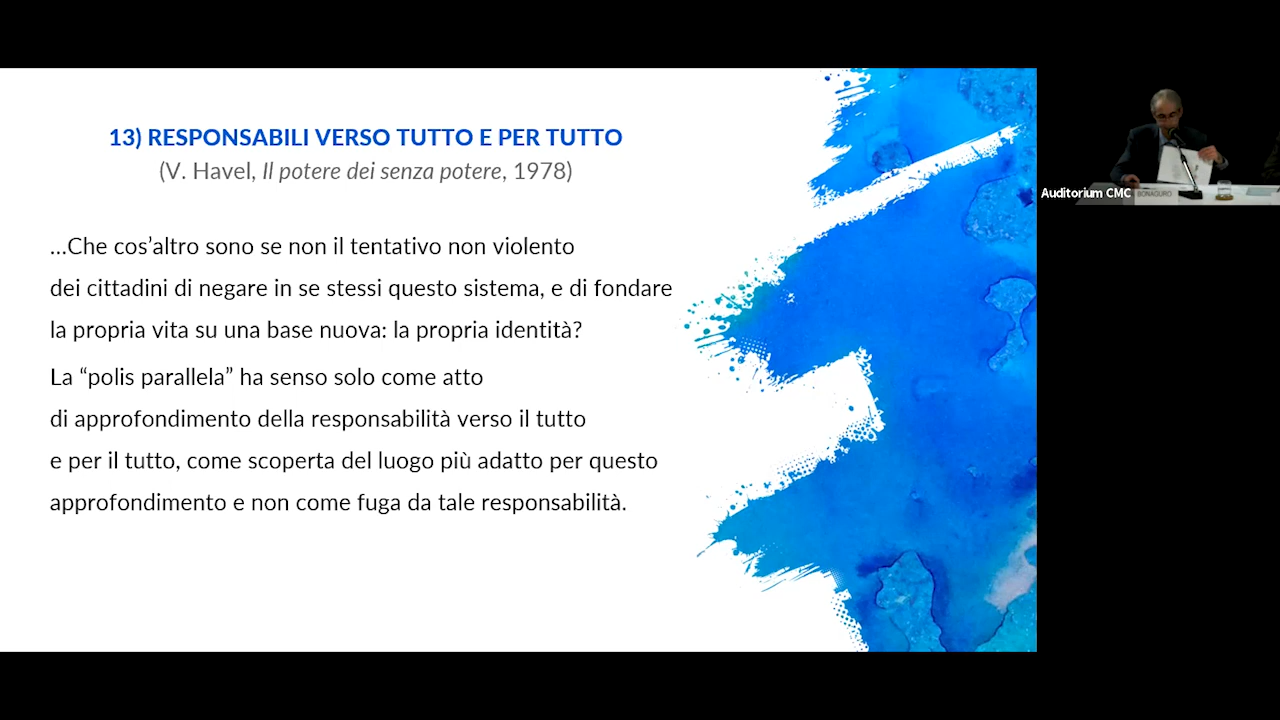 13) RESPONSABILI VERSO TUTTO E PER TUTTO
(V. Havel, Il potere dei senza potere, 1978)
...Che cos’altro sono se non il tentativo non violento
dei cittadini di negare in se stessi questo sistema, e di fondare
la propria vita su una base nuova: la propria identità?
La “polis parallela” ha senso solo come atto
di approfondimento della responsabilità verso il tutto
e per il tutto, come scoperta del luogo più adatto per questo
approfondimento e non come fuga da tale responsabilità.
Auditorium CMC
BONAGURO